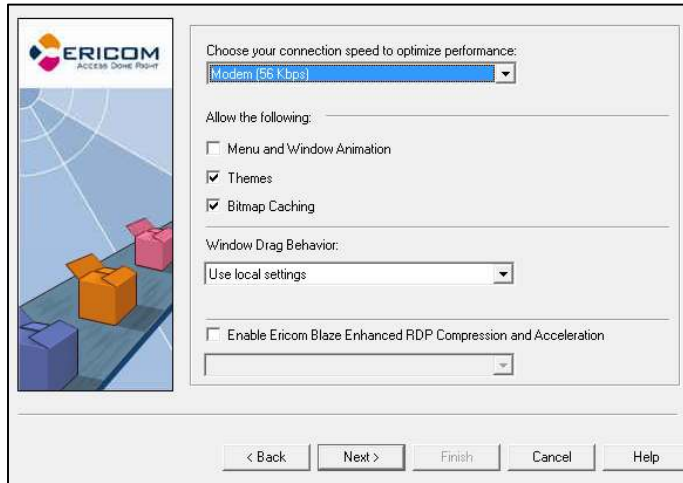 ERICOM
ACCESS DONE RIGHT
Choose your connection speed to optimize performance:
Modem (56 Kbps)
Allow the following:
Menu and Window Animation
Themes
Bitmap Caching
Window Drag Behavior:
Use local settings
Enable Ericom Blaze Enhanced RDP Compression and Acceleration
< Back Next > Finish Cancel Help